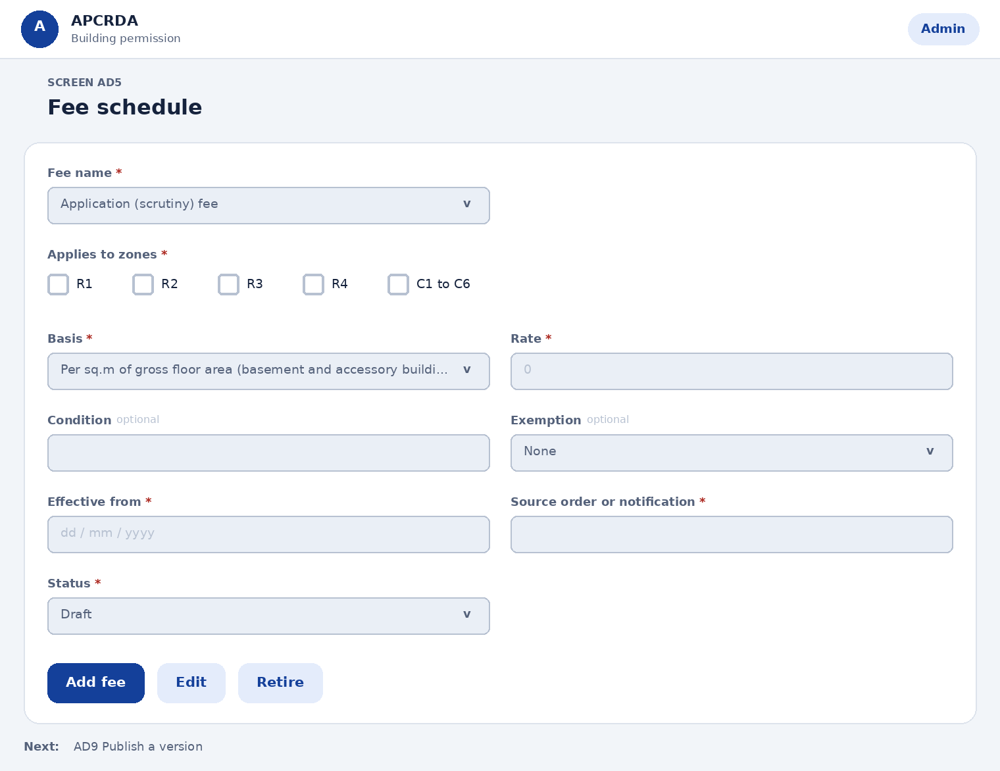 A
APCRDA
Building permission
Admin
SCREEN AD5
Fee schedule
Fee name *
Application (scrutiny) fee v
Applies to zones *
R1 R2 R3 R4 C1 to C6
Basis * Rate *
Per sq.m of gross floor area (basement and accessory buildi... v 0
Condition optional Exemption optional
None v
Effective from * Source order or notification *
dd / mm / yyyy
Status *
Draft v
Add fee Edit Retire
Next: AD9 Publish a version